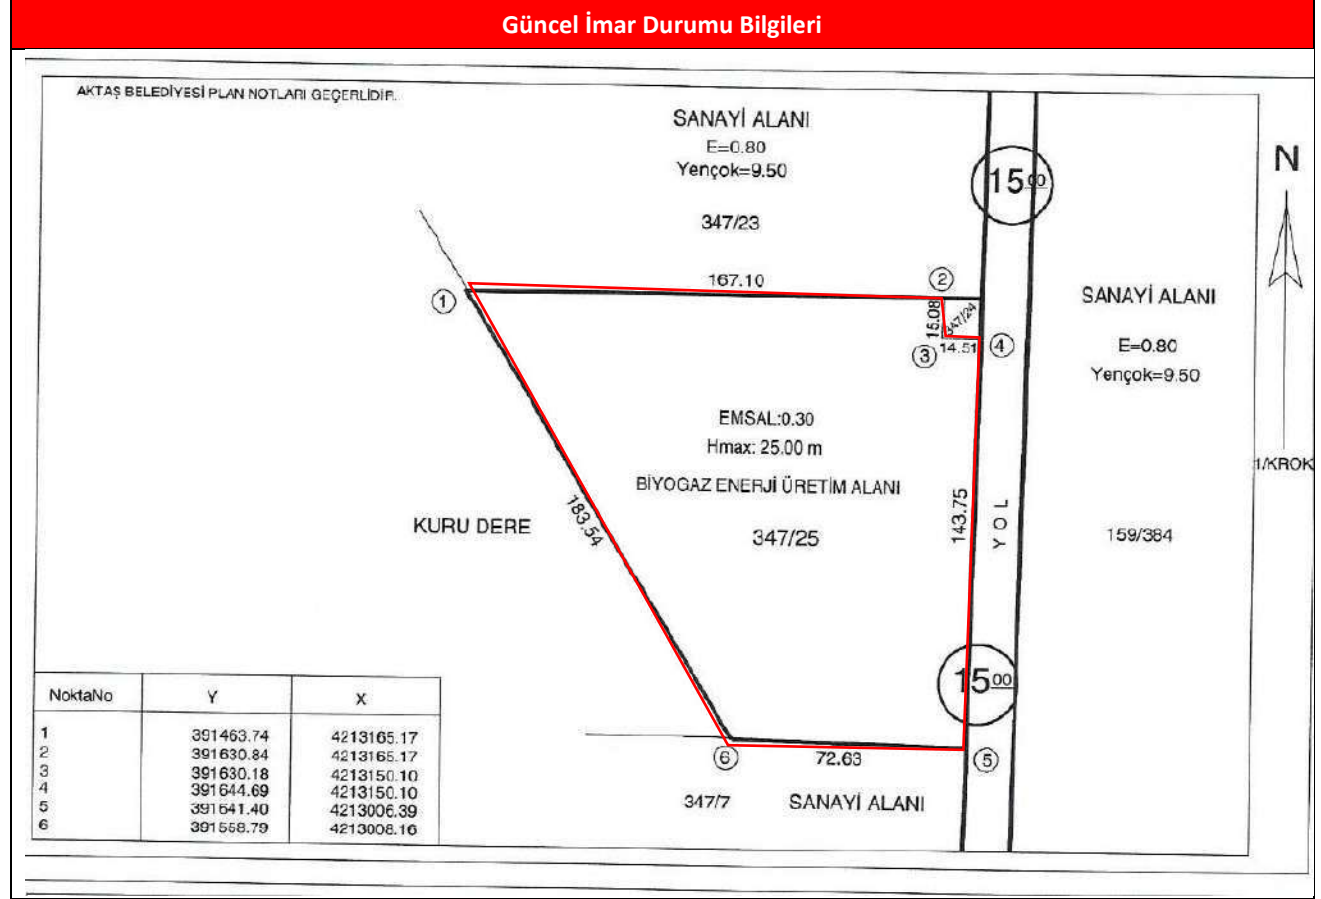 Güncel İmar Durumu Bilgileri
AKTAŞ BELEDİYESİ PLAN NOTLARI GEÇERLİDİR.
SANAYİ ALANI
E=0.80
Yençok=9.50
347/23
15.00
N
167.10
1
2
15.08
347/24
3
14.51
4
SANAYİ ALANI
E=0.80
Yençok=9.50
EMSAL:0.30
Hmax: 25.00 m
BİYOGAZ ENERJİ ÜRETİM ALANI
347/25
KURU DERE
183.54
143.75
YOL
159/384
1/KROK
15.00
6
72.63
5
347/7 SANAYİ ALANI
NoktaNo Y X
1 391463.74 4213165.17
2 391630.84 4213165.17
3 391630.18 4213150.10
4 391644.69 4213150.10
5 391641.40 4213006.39
6 391568.79 4213008.16